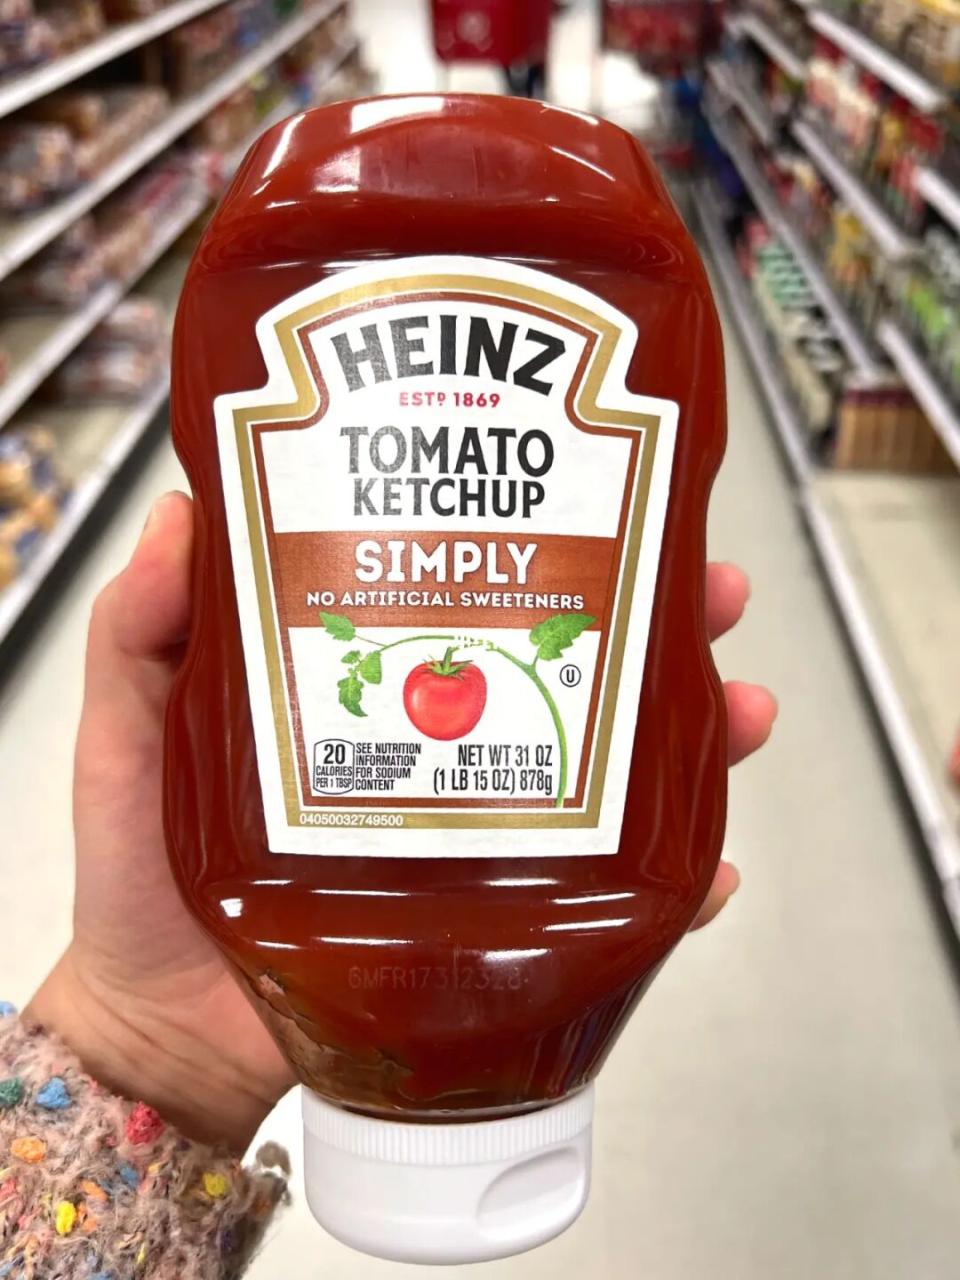 HEINZ
ESTD 1869
TOMATO
KETCHUP
SIMPLY
NO ARTIFICIAL SWEETENERS
U
20
CALORIES
PER 1 TBSP
SEE NUTRITION
INFORMATION
FOR SODIUM
CONTENT
NET WT 31 OZ
(1 LB 15 OZ) 878g
04050032749500